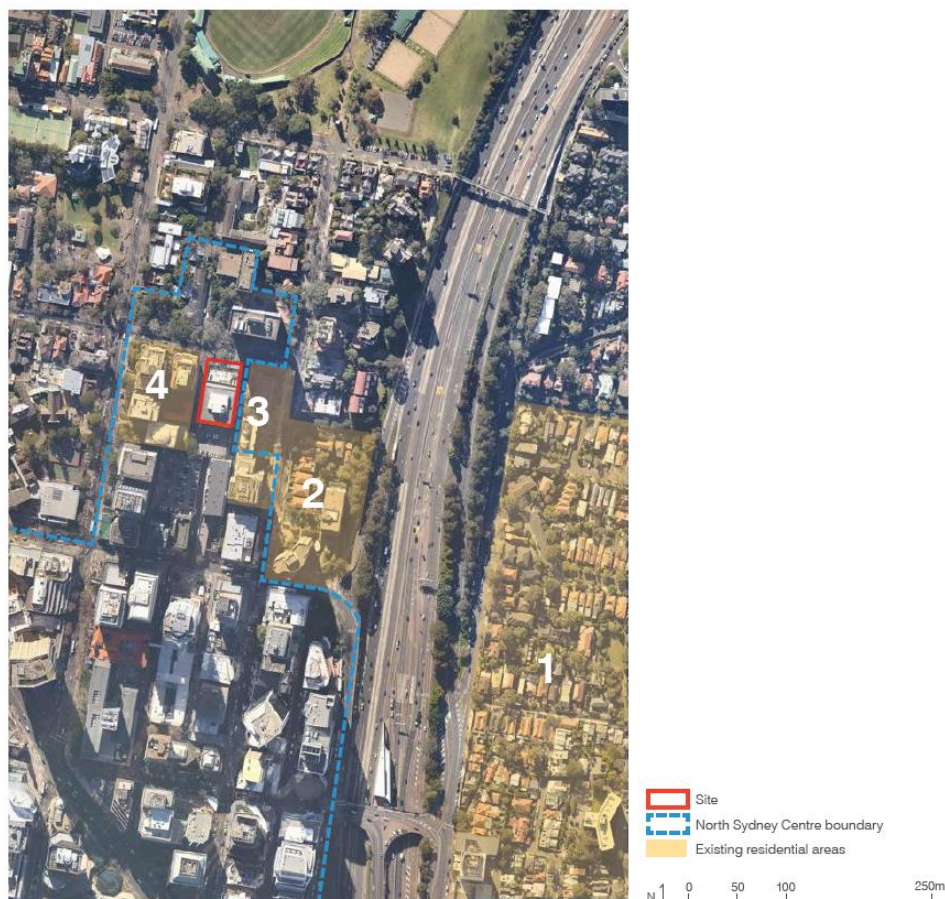 4
3
2
1
Site
North Sydney Centre boundary
Existing residential areas
N
0 50 100 250m